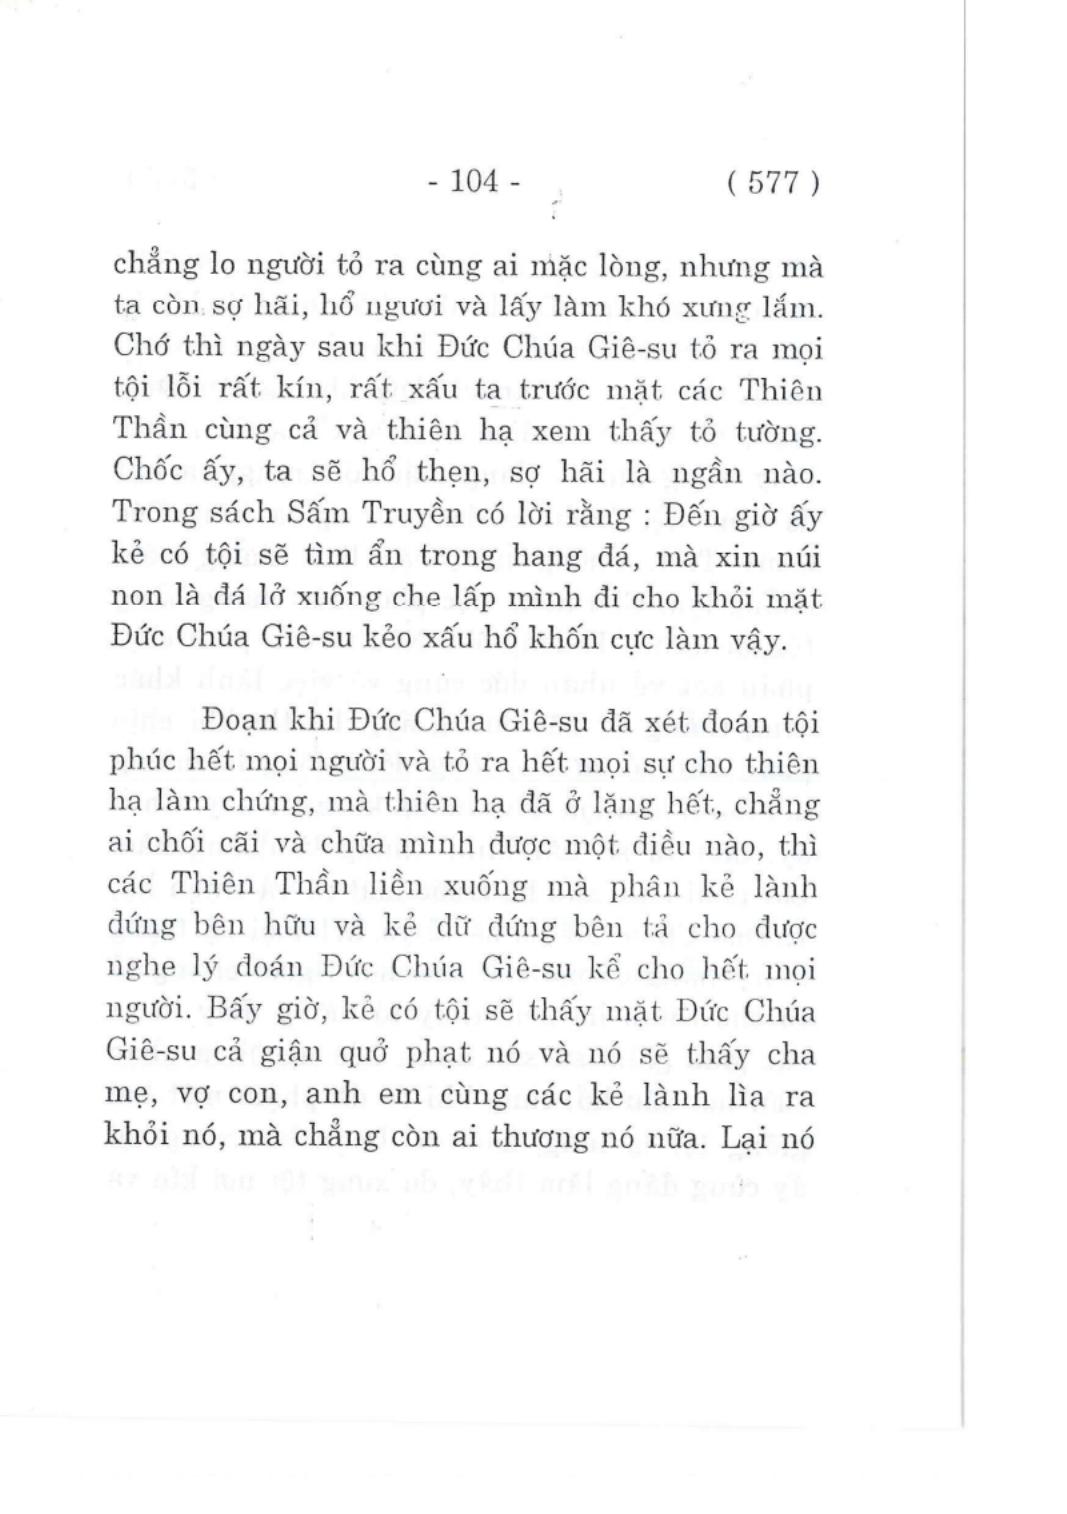 - 104 - ( 577 )
chẳng lo người tỏ ra cùng ai mặc lòng, nhưng mà
ta còn sợ hãi, hổ ngươi và lấy làm khó xưng lắm.
Chớ thì ngày sau khi Đức Chúa Giê-su tỏ ra mọi
tội lỗi rất kín, rất xấu ta trước mặt các Thiên
Thần cùng cả và thiên hạ xem thấy tỏ tường.
Chốc ấy, ta sẽ hổ thẹn, sợ hãi là ngần nào.
Trong sách Sấm Truyền có lời rằng : Đến giờ ấy
kẻ có tội sẽ tìm ẩn trong hang đá, mà xin núi
non là đá lở xuống che lấp mình đi cho khỏi mặt
Đức Chúa Giê-su kẻo xấu hổ khốn cực làm vậy.
Đoạn khi Đức Chúa Giê-su đã xét đoán tội
phúc hết mọi người và tỏ ra hết mọi sự cho thiên
hạ làm chứng, mà thiên hạ đã ở lặng hết, chẳng
ai chối cãi và chữa mình được một điều nào, thì
các Thiên Thần liền xuống mà phân kẻ lành
đứng bên hữu và kẻ dữ đứng bên tả cho được
nghe lý đoán Đức Chúa Giê-su kể cho hết mọi
người. Bấy giờ, kẻ có tội sẽ thấy mặt Đức Chúa
Giê-su cả giận quở phạt nó và nó sẽ thấy cha
mẹ, vợ con, anh em cùng các kẻ lành lìa ra
khỏi nó, mà chẳng còn ai thương nó nữa. Lại nó